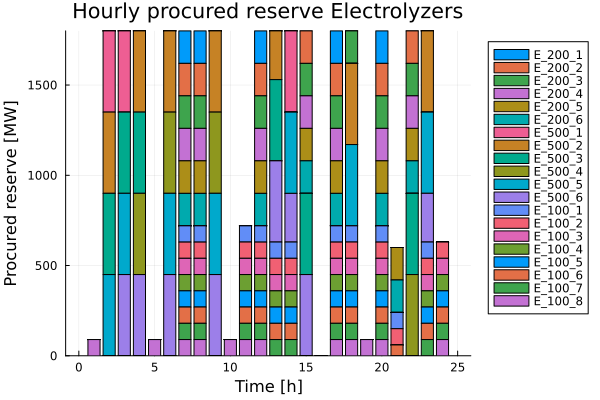 Hourly procured reserve Electrolyzers
Procured reserve [MW]
1500
1000
500
0
0
5
10
15
20
25
Time [h]
E_200_1
E_200_2
E_200_3
E_200_4
E_200_5
E_200_6
E_500_1
E_500_2
E_500_3
E_500_4
E_500_5
E_500_6
E_100_1
E_100_2
E_100_3
E_100_4
E_100_5
E_100_6
E_100_7
E_100_8